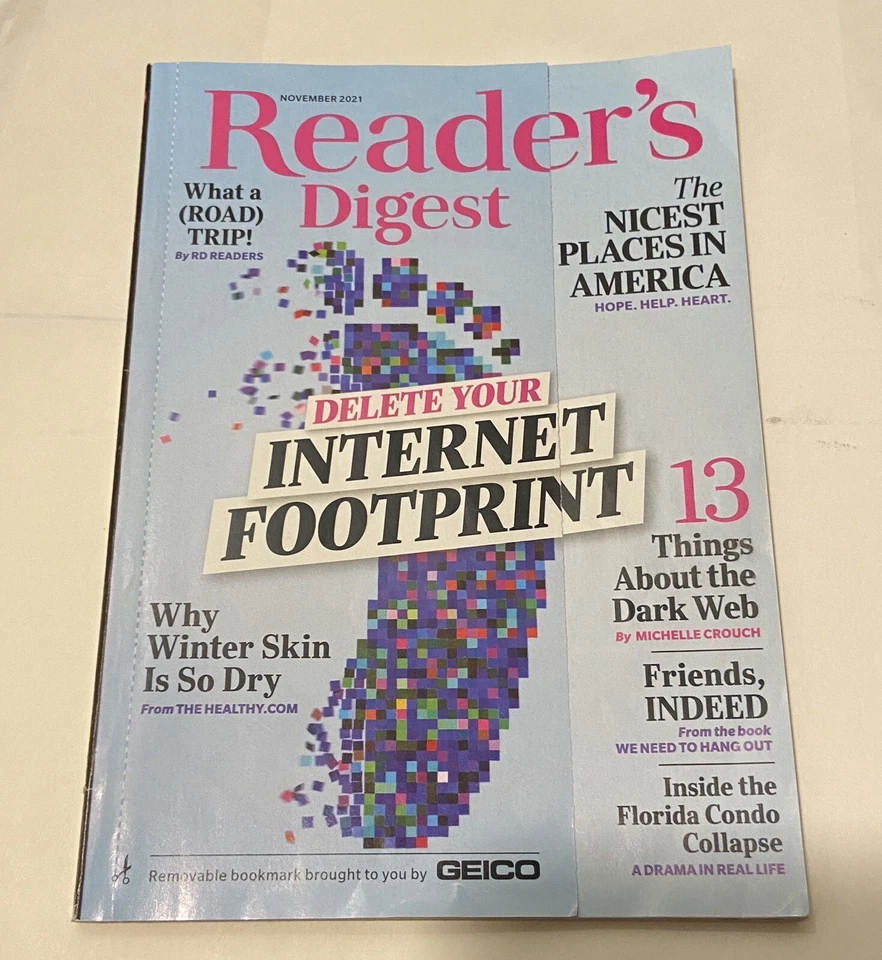 NOVEMBER 2021
Reader's
Digest
What a
(ROAD)
TRIP!
By RD READERS
The
NICEST
PLACES IN
AMERICA
HOPE. HELP. HEART.
DELETE YOUR
INTERNET
FOOTPRINT
13
Things
About the
Dark Web
By MICHELLE CROUCH
Why
Winter Skin
Is So Dry
From THE HEALTHY.COM
Friends,
INDEED
From the book
WE NEED TO HANG OUT
Inside the
Florida Condo
Collapse
A DRAMA IN REAL LIFE
Removable bookmark brought to you by GEICO